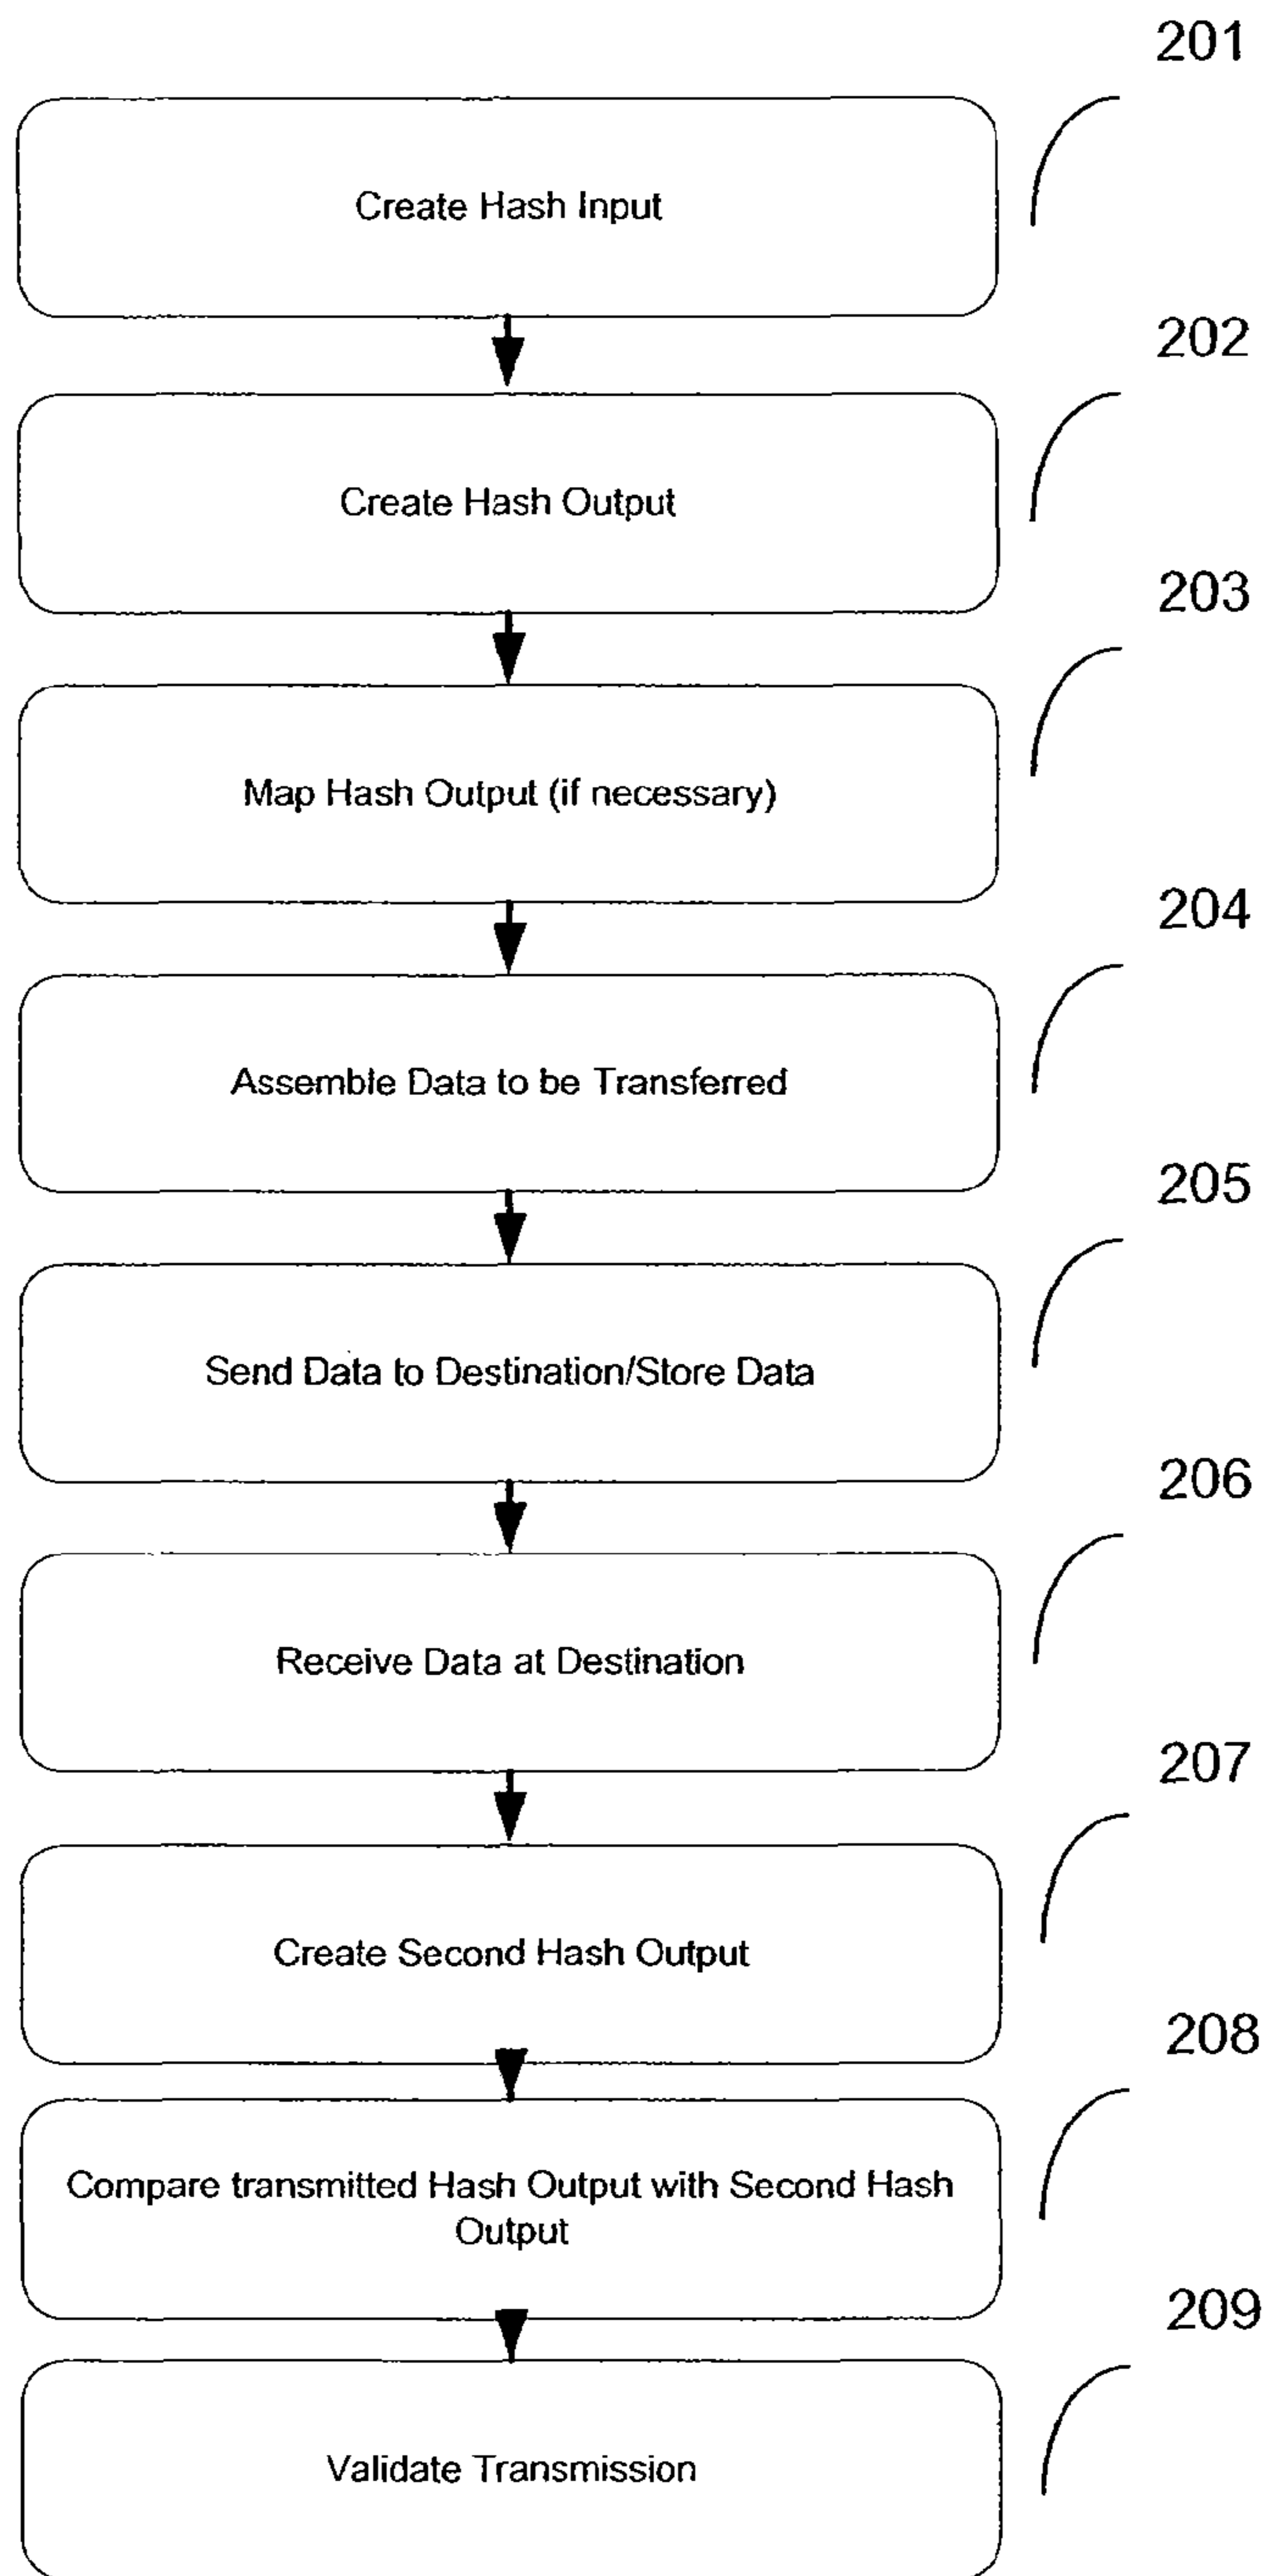 201
Create Hash Input
202
Create Hash Output
203
Map Hash Output (if necessary)
204
Assemble Data to be Transferred
205
Send Data to Destination/Store Data
206
Receive Data at Destination
207
Create Second Hash Output
208
Compare transmitted Hash Output with Second Hash
Output
209
Validate Transmission